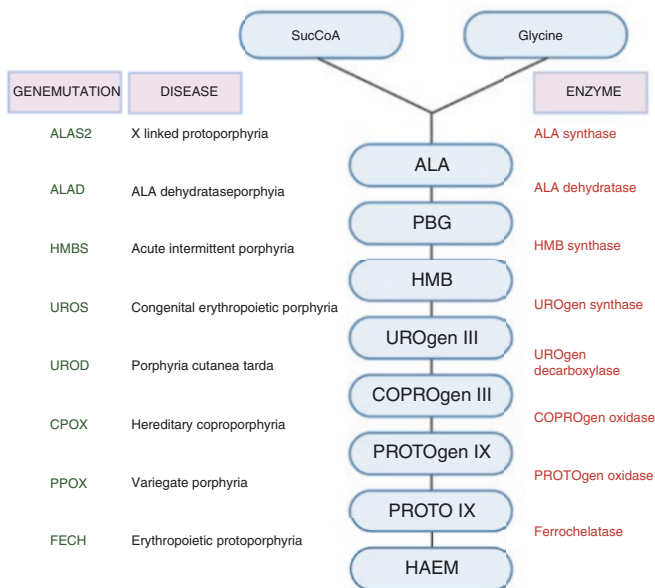 SucCoA Glycine
GENEMUTATION DISEASE ENZYME
ALAS2 X linked protoporphyria ALA synthase
ALA
ALAD ALA dehydrataseporphyia ALA dehydratase
PBG
HMBS Acute intermittent porphyria HMB synthase
HMB
UROS Congenital erythropoietic porphyria UROgen synthase
UROgen III
UROD Porphyria cutanea tarda UROgen
decarboxylase
COPROgen III
CPOX Hereditary coproporphyria COPROgen oxidase
PROTOgen IX
PPOX Variegate porphyria PROTOgen oxidase
PROTO IX
FECH Erythropoietic protoporphyria Ferrochelatase
HAEM